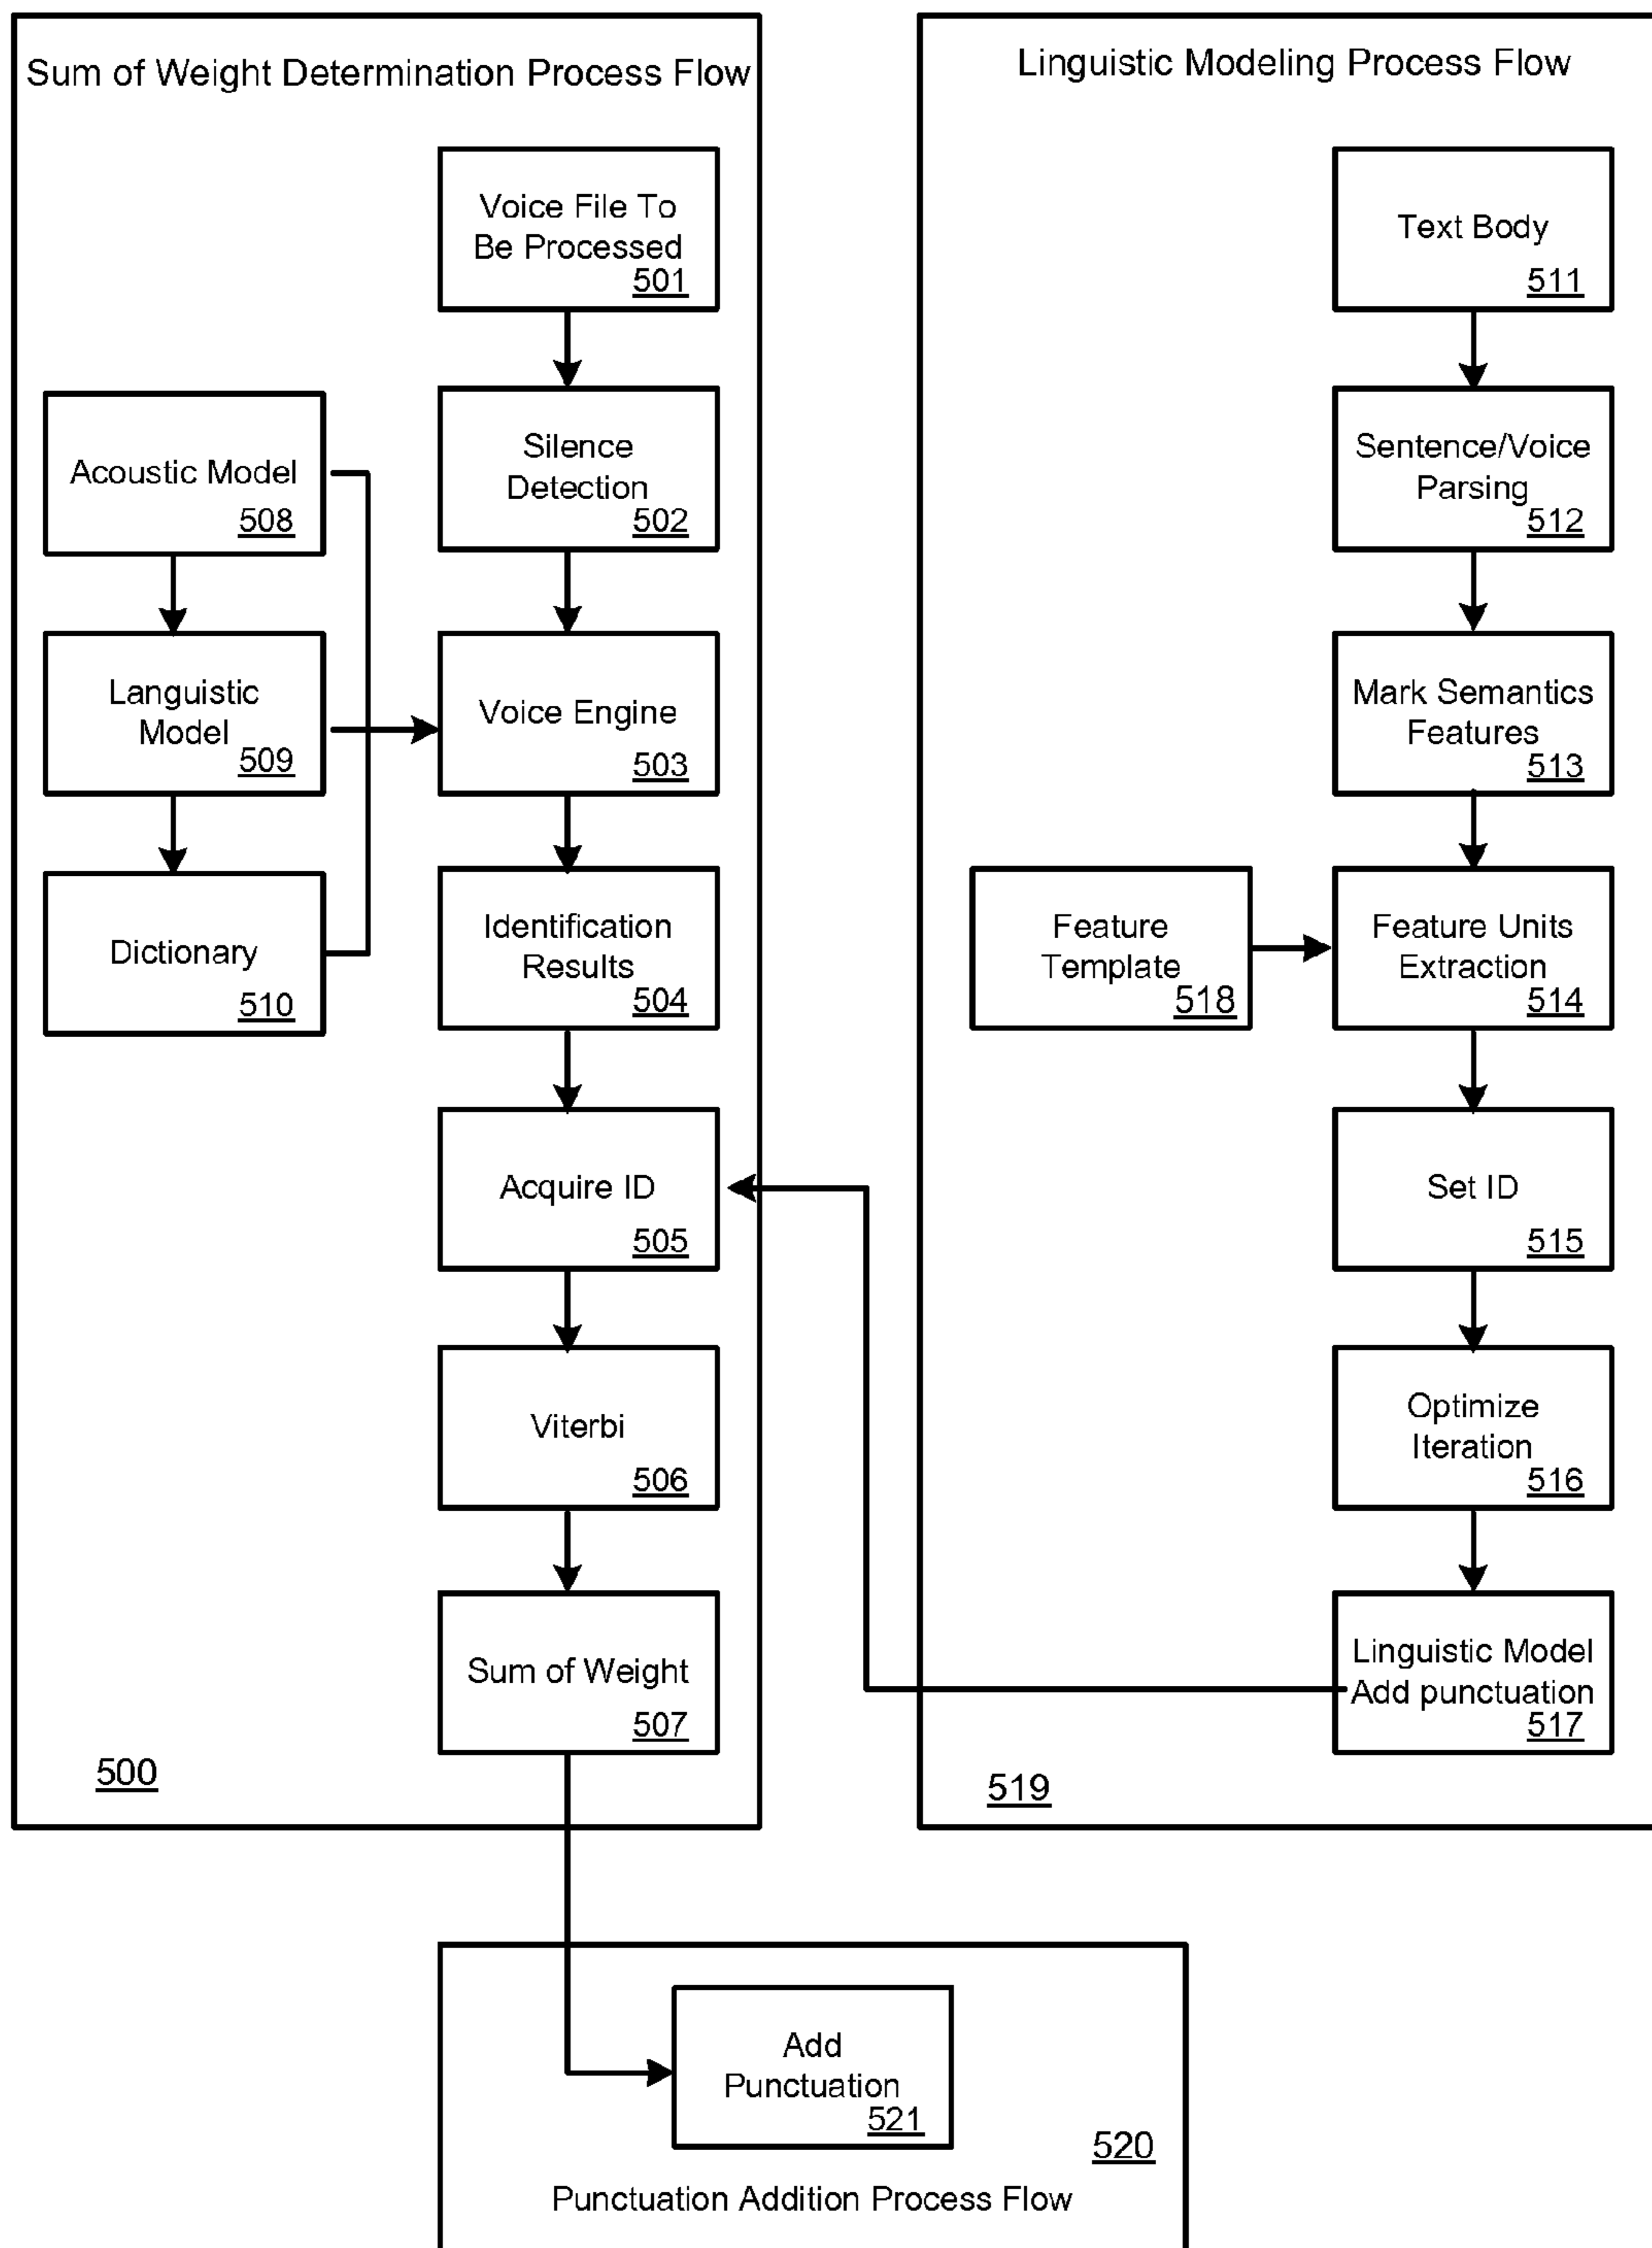 Sum of Weight Determination Process Flow
Voice File To
Be Processed
501
Silence
Detection
502
Acoustic Model
508
Languistic
Model
509
Voice Engine
503
Dictionary
510
Identification
Results
504
Acquire ID
505
Viterbi
506
Sum of Weight
507
500
Linguistic Modeling Process Flow
Text Body
511
Sentence/Voice
Parsing
512
Mark Semantics
Features
513
Feature
Template
518
Feature Units
Extraction
514
Set ID
515
Optimize
Iteration
516
Linguistic Model
Add punctuation
517
519
Add
Punctuation
521
520
Punctuation Addition Process Flow